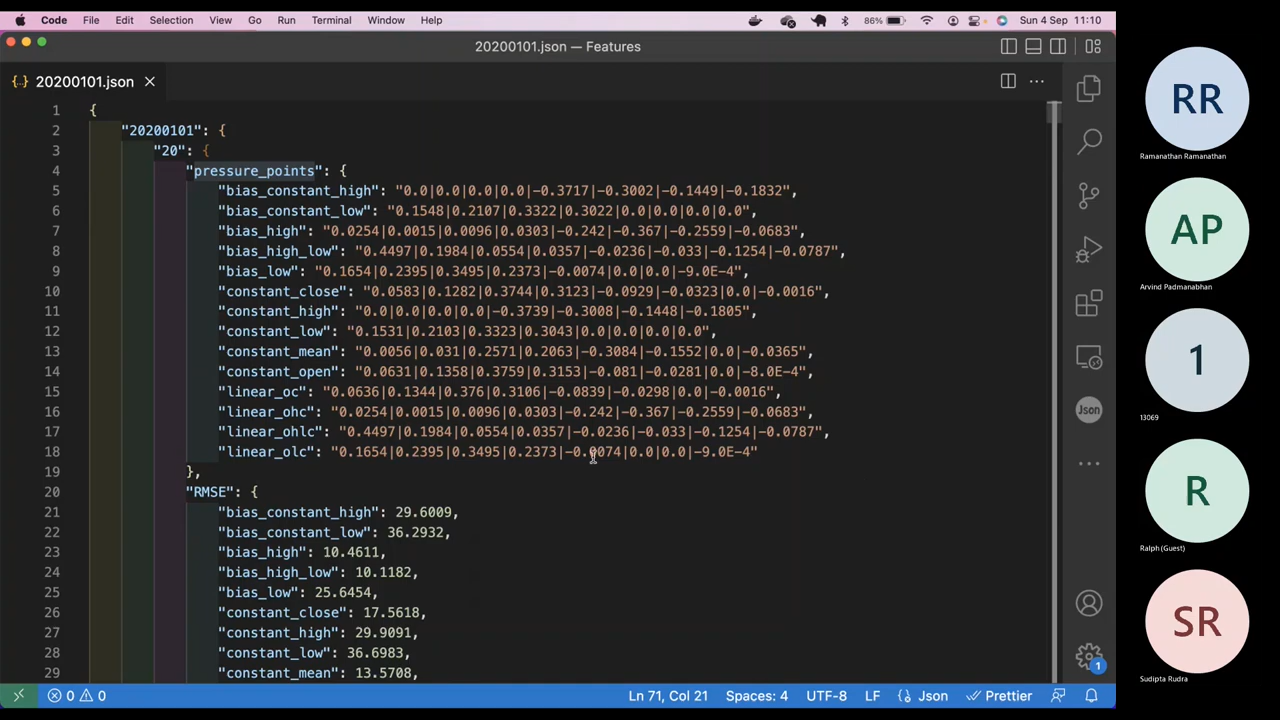 Code File Edit Selection View Go Run Terminal Window Help 86% Sun 4 Sep 11:10
20200101.json — Features
{..} 20200101.json
1 {
2 "20200101": {
3 "20": {
4 "pressure_points": {
5 "bias_constant_high": "0.0|0.0|0.0|0.0|-0.3717|-0.3002|-0.1449|-0.1832",
6 "bias_constant_low": "0.1548|0.2107|0.3322|0.3022|0.0|0.0|0.0|0.0",
7 "bias_high": "0.0254|0.0015|0.0096|0.0303|-0.242|-0.367|-0.2559|-0.0683",
8 "bias_high_low": "0.4497|0.1984|0.0554|0.0357|-0.0236|-0.033|-0.1254|-0.0787",
9 "bias_low": "0.1654|0.2395|0.3495|0.2373|-0.0074|0.0|0.0|-9.0E-4",
10 "constant_close": "0.0583|0.1282|0.3744|0.3123|-0.0929|-0.0323|0.0|-0.0016",
11 "constant_high": "0.0|0.0|0.0|0.0|-0.3739|-0.3008|-0.1448|-0.1805",
12 "constant_low": "0.1531|0.2103|0.3323|0.3043|0.0|0.0|0.0|0.0",
13 "constant_mean": "0.0056|0.031|0.2571|0.2063|-0.3084|-0.1552|0.0|-0.0365",
14 "constant_open": "0.0631|0.1358|0.3759|0.3153|-0.081|-0.0281|0.0|-8.0E-4",
15 "linear_oc": "0.0636|0.1344|0.376|0.3106|-0.0839|-0.0298|0.0|-0.0016",
16 "linear_ohc": "0.0254|0.0015|0.0096|0.0303|-0.242|-0.367|-0.2559|-0.0683",
17 "linear_ohlc": "0.4497|0.1984|0.0554|0.0357|-0.0236|-0.033|-0.1254|-0.0787",
18 "linear_olc": "0.1654|0.2395|0.3495|0.2373|-0.0074|0.0|0.0|-9.0E-4"
19 },
20 "RMSE": {
21 "bias_constant_high": 29.6009,
22 "bias_constant_low": 36.2932,
23 "bias_high": 10.4611,
24 "bias_high_low": 10.1182,
25 "bias_low": 25.6454,
26 "constant_close": 17.5618,
27 "constant_high": 29.9091,
28 "constant_low": 36.6983,
29 "constant_mean": 13.5708,
Json
1
0 0 Ln 71, Col 21 Spaces: 4 UTF-8 LF {} Json Prettier
RR
Ramanathan Ramanathan
AP
Arvind Padmanabhan
1
13069
R
Ralph (Guest)
SR
Sudipta Rudra